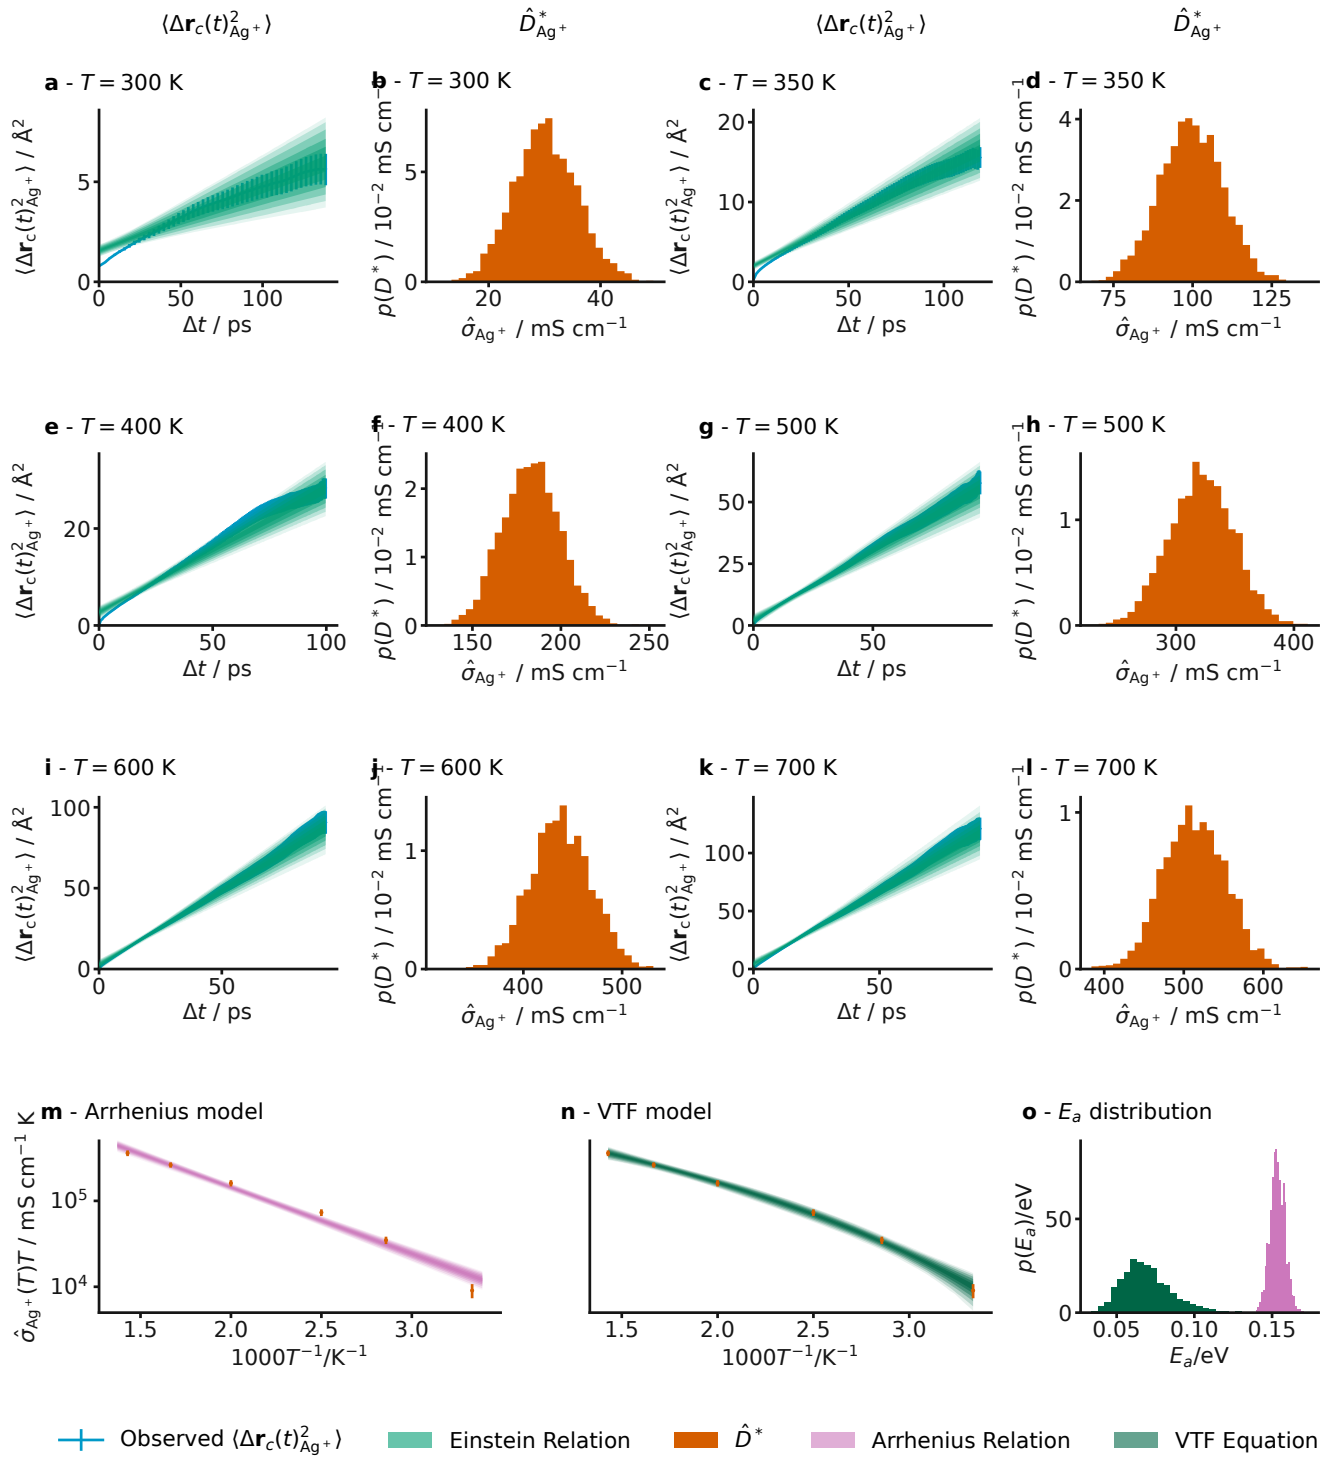 ⟨Δr_c(t)²_Ag⁺⟩ D̂*_Ag⁺ ⟨Δr_c(t)²_Ag⁺⟩ D̂*_Ag⁺
a - T = 300 K
⟨Δr_c(t)²_Ag⁺⟩ / Å²
5
0
0 50 100
Δt / ps
b - T = 300 K
p(D*) / 10⁻² mS cm⁻¹
5
0
20 40
σ̂_Ag⁺ / mS cm⁻¹
c - T = 350 K
⟨Δr_c(t)²_Ag⁺⟩ / Å²
20
10
0
0 50 100
Δt / ps
d - T = 350 K
p(D*) / 10⁻² mS cm⁻¹
4
2
0
75 100 125
σ̂_Ag⁺ / mS cm⁻¹
e - T = 400 K
⟨Δr_c(t)²_Ag⁺⟩ / Å²
20
0
0 50 100
Δt / ps
f - T = 400 K
p(D*) / 10⁻² mS cm⁻¹
2
1
0
150 200 250
σ̂_Ag⁺ / mS cm⁻¹
g - T = 500 K
⟨Δr_c(t)²_Ag⁺⟩ / Å²
50
25
0
0 50
Δt / ps
h - T = 500 K
p(D*) / 10⁻² mS cm⁻¹
1
0
300 400
σ̂_Ag⁺ / mS cm⁻¹
i - T = 600 K
⟨Δr_c(t)²_Ag⁺⟩ / Å²
100
50
0
0 50
Δt / ps
j - T = 600 K
p(D*) / 10⁻² mS cm⁻¹
1
0
400 500
σ̂_Ag⁺ / mS cm⁻¹
k - T = 700 K
⟨Δr_c(t)²_Ag⁺⟩ / Å²
100
50
0
0 50
Δt / ps
l - T = 700 K
p(D*) / 10⁻² mS cm⁻¹
1
0
400 500 600
σ̂_Ag⁺ / mS cm⁻¹
m - Arrhenius model
σ̂_Ag⁺(T)T / mS cm⁻¹ K
10⁵
10⁴
1.5 2.0 2.5 3.0
1000T⁻¹/K⁻¹
n - VTF model
1.5 2.0 2.5 3.0
1000T⁻¹/K⁻¹
o - E_a distribution
p(E_a)/eV
50
0
0.05 0.10 0.15
E_a/eV
Observed ⟨Δr_c(t)²_Ag⁺⟩ Einstein Relation D̂* Arrhenius Relation VTF Equation